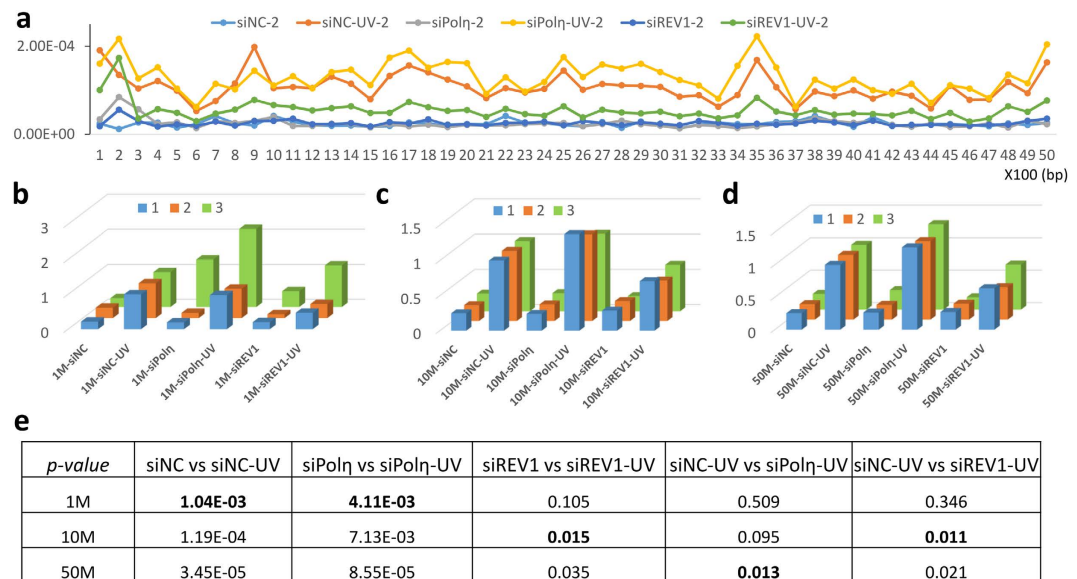 a
siNC-2 siNC-UV-2 siPolη-2 siPolη-UV-2 siREV1-2 siREV1-UV-2
2.00E-04
0.00E+00
1 2 3 4 5 6 7 8 9 10 11 12 13 14 15 16 17 18 19 20 21 22 23 24 25 26 27 28 29 30 31 32 33 34 35 36 37 38 39 40 41 42 43 44 45 46 47 48 49 50
X100 (bp)
b
1 2 3
3
2
1
0
1M-siNC
1M-siNC-UV
1M-siPolη
1M-siPolη-UV
1M-siREV1
1M-siREV1-UV
c
1 2 3
1.5
1
0.5
0
10M-siNC
10M-siNC-UV
10M-siPolη
10M-siPolη-UV
10M-siREV1
10M-siREV1-UV
d
1 2 3
1.5
1
0.5
0
50M-siNC
50M-siNC-UV
50M-siPolη
50M-siPolη-UV
50M-siREV1
50M-siREV1-UV
e
p-value siNC vs siNC-UV siPolη vs siPolη-UV siREV1 vs siREV1-UV siNC-UV vs siPolη-UV siNC-UV vs siREV1-UV
1M 1.04E-03 4.11E-03 0.105 0.509 0.346
10M 1.19E-04 7.13E-03 0.015 0.095 0.011
50M 3.45E-05 8.55E-05 0.035 0.013 0.021